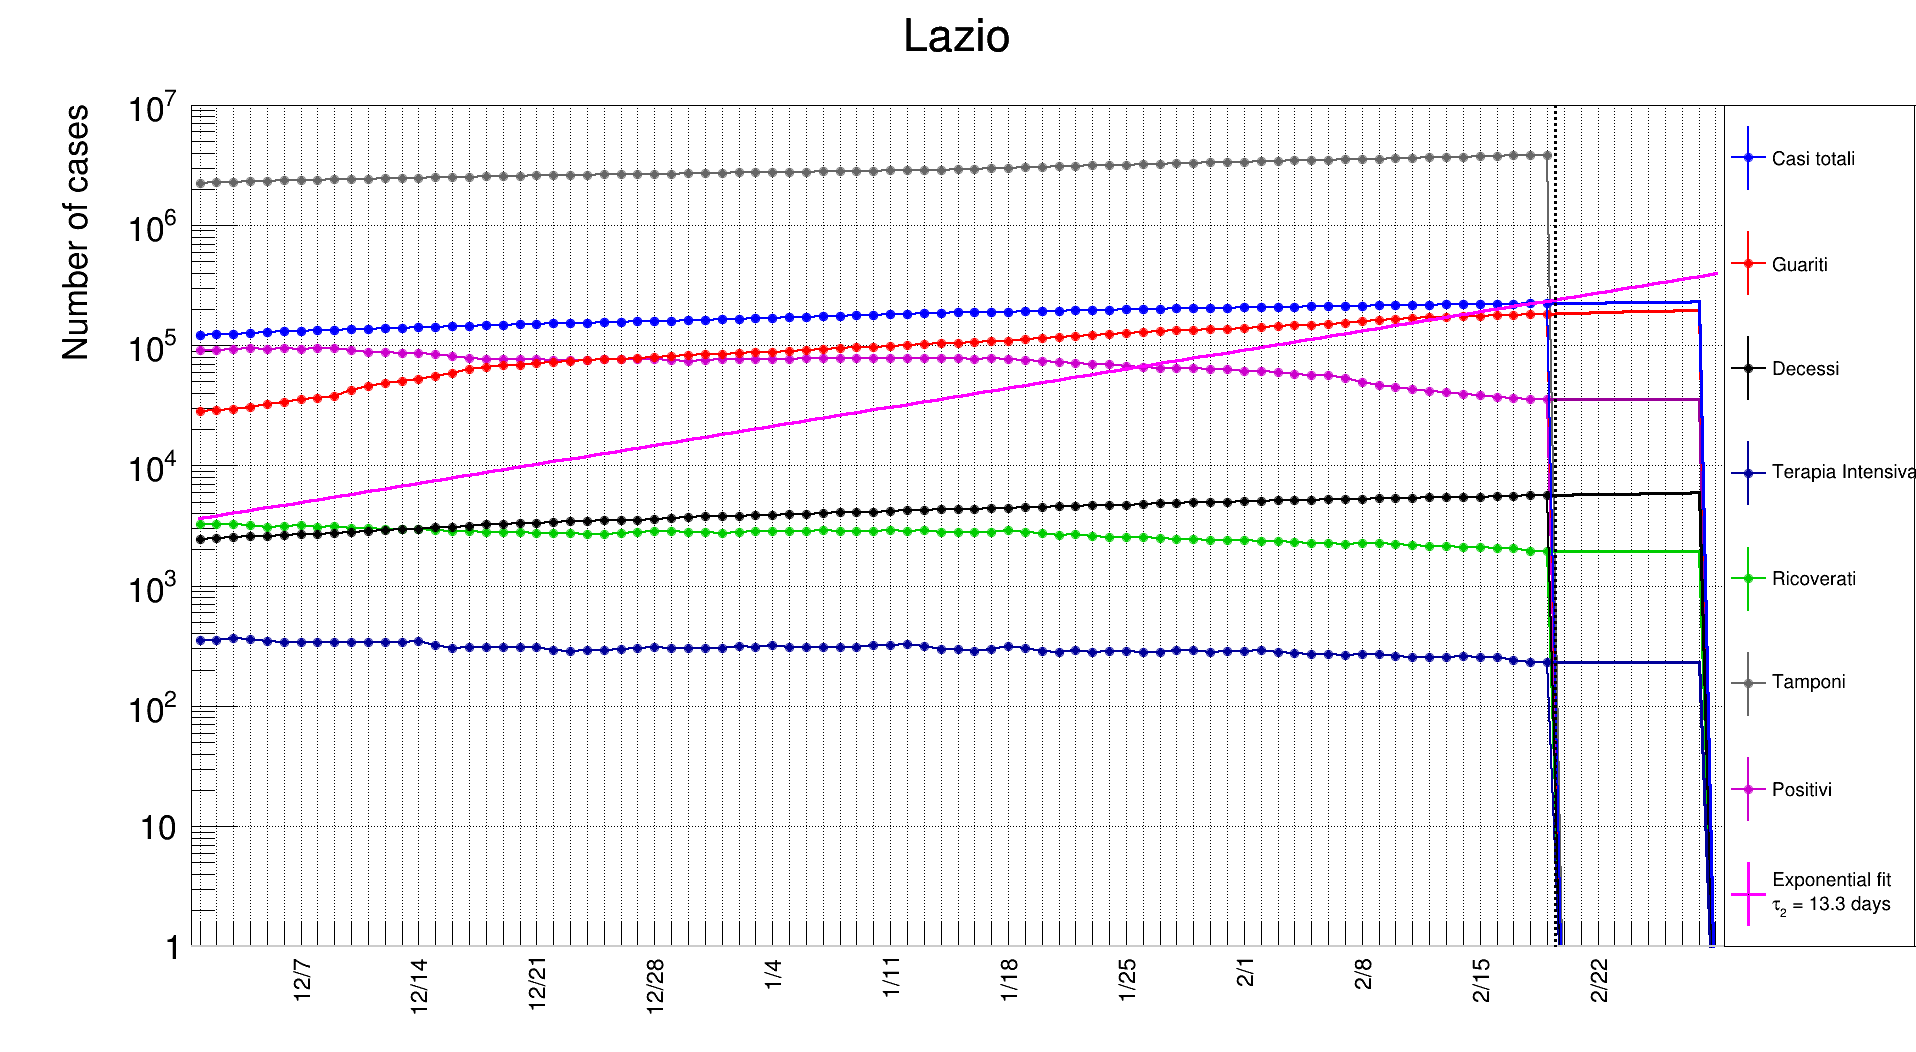 Lazio
Number of cases
10^7
10^6
10^5
10^4
10^3
10^2
10
1
12/7
12/14
12/21
12/28
1/4
1/11
1/18
1/25
2/1
2/8
2/15
2/22
Casi totali
Guariti
Decessi
Terapia Intensiva
Ricoverati
Tamponi
Positivi
Exponential fit
τ₂ = 13.3 days